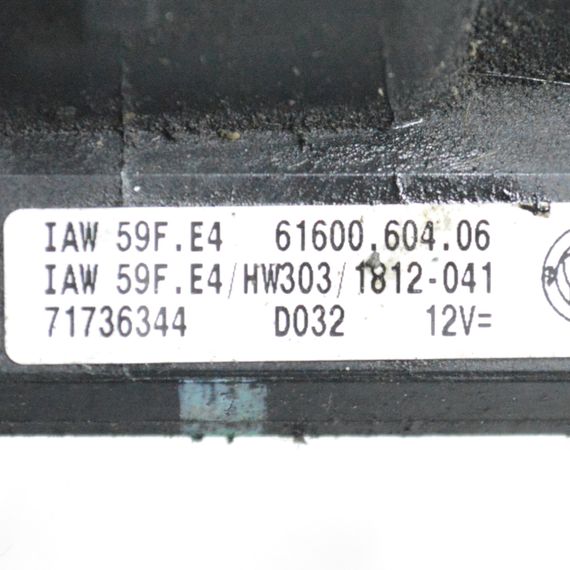 IAW 59F.E4 61600.604.06
IAW 59F.E4/HW303/1812-041
71736344 D032 12V=